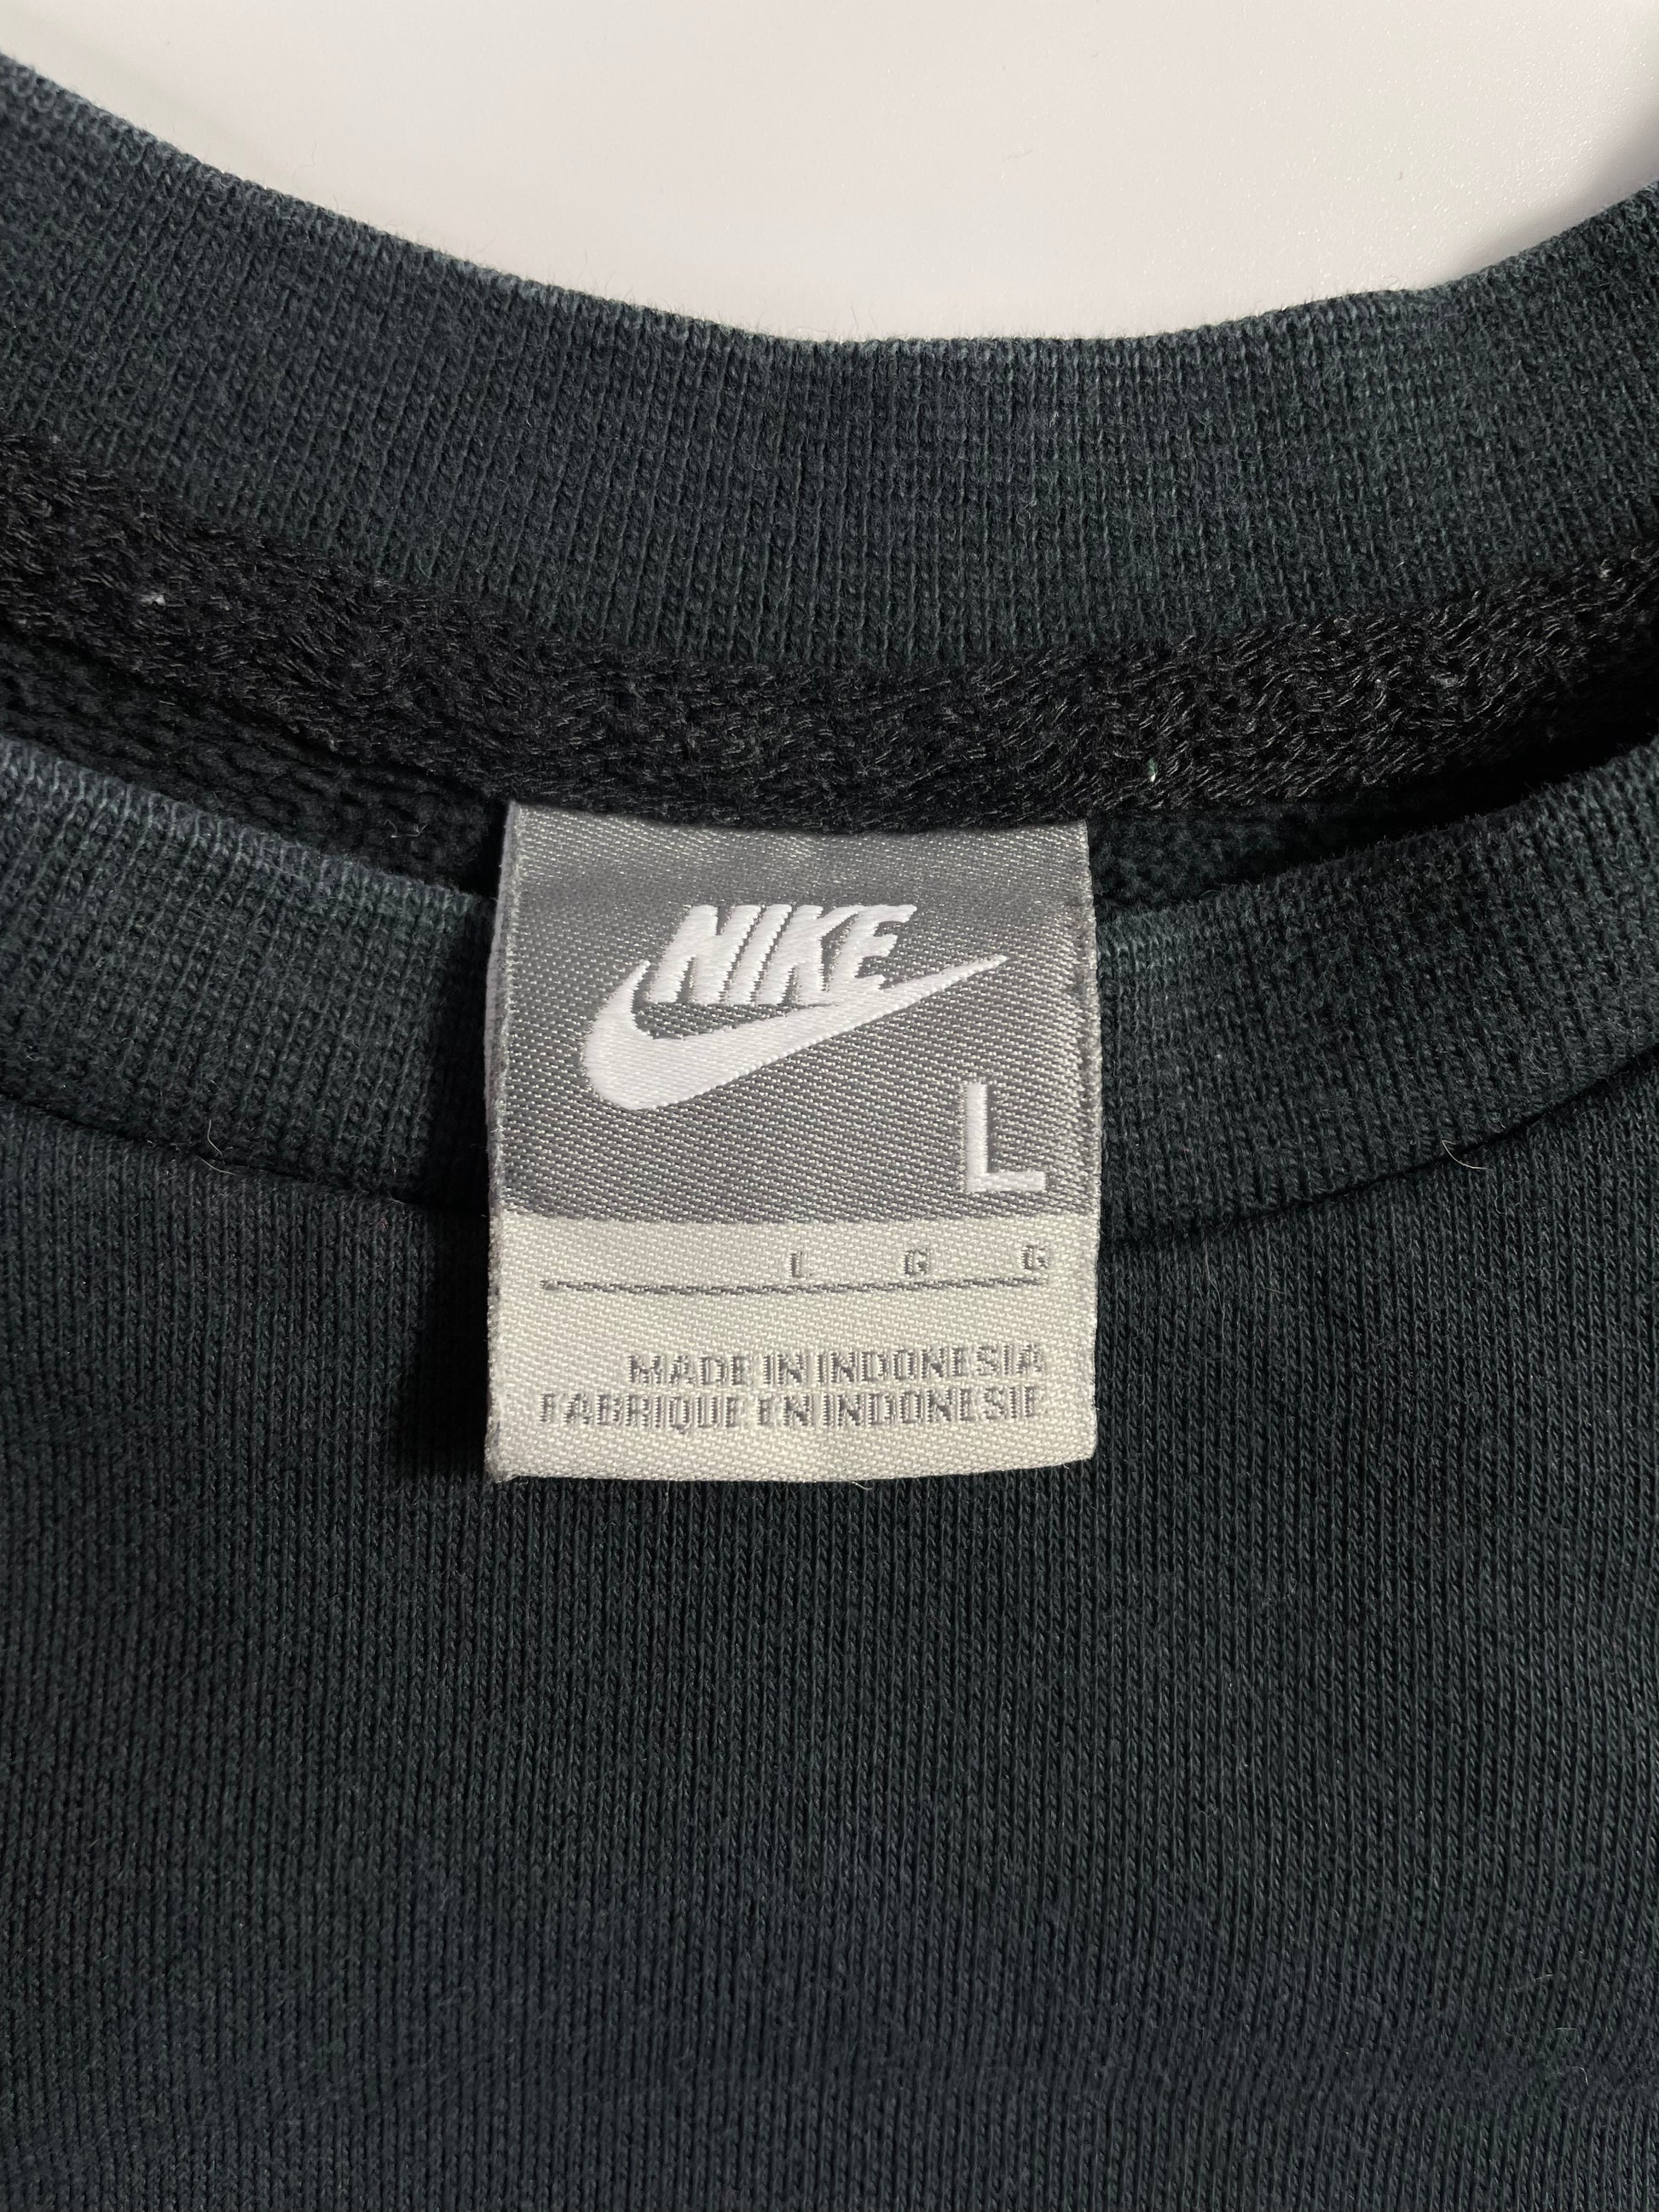 NIKE
L
L G G
MADE IN INDONESIA
FABRIQUE EN INDONESIE